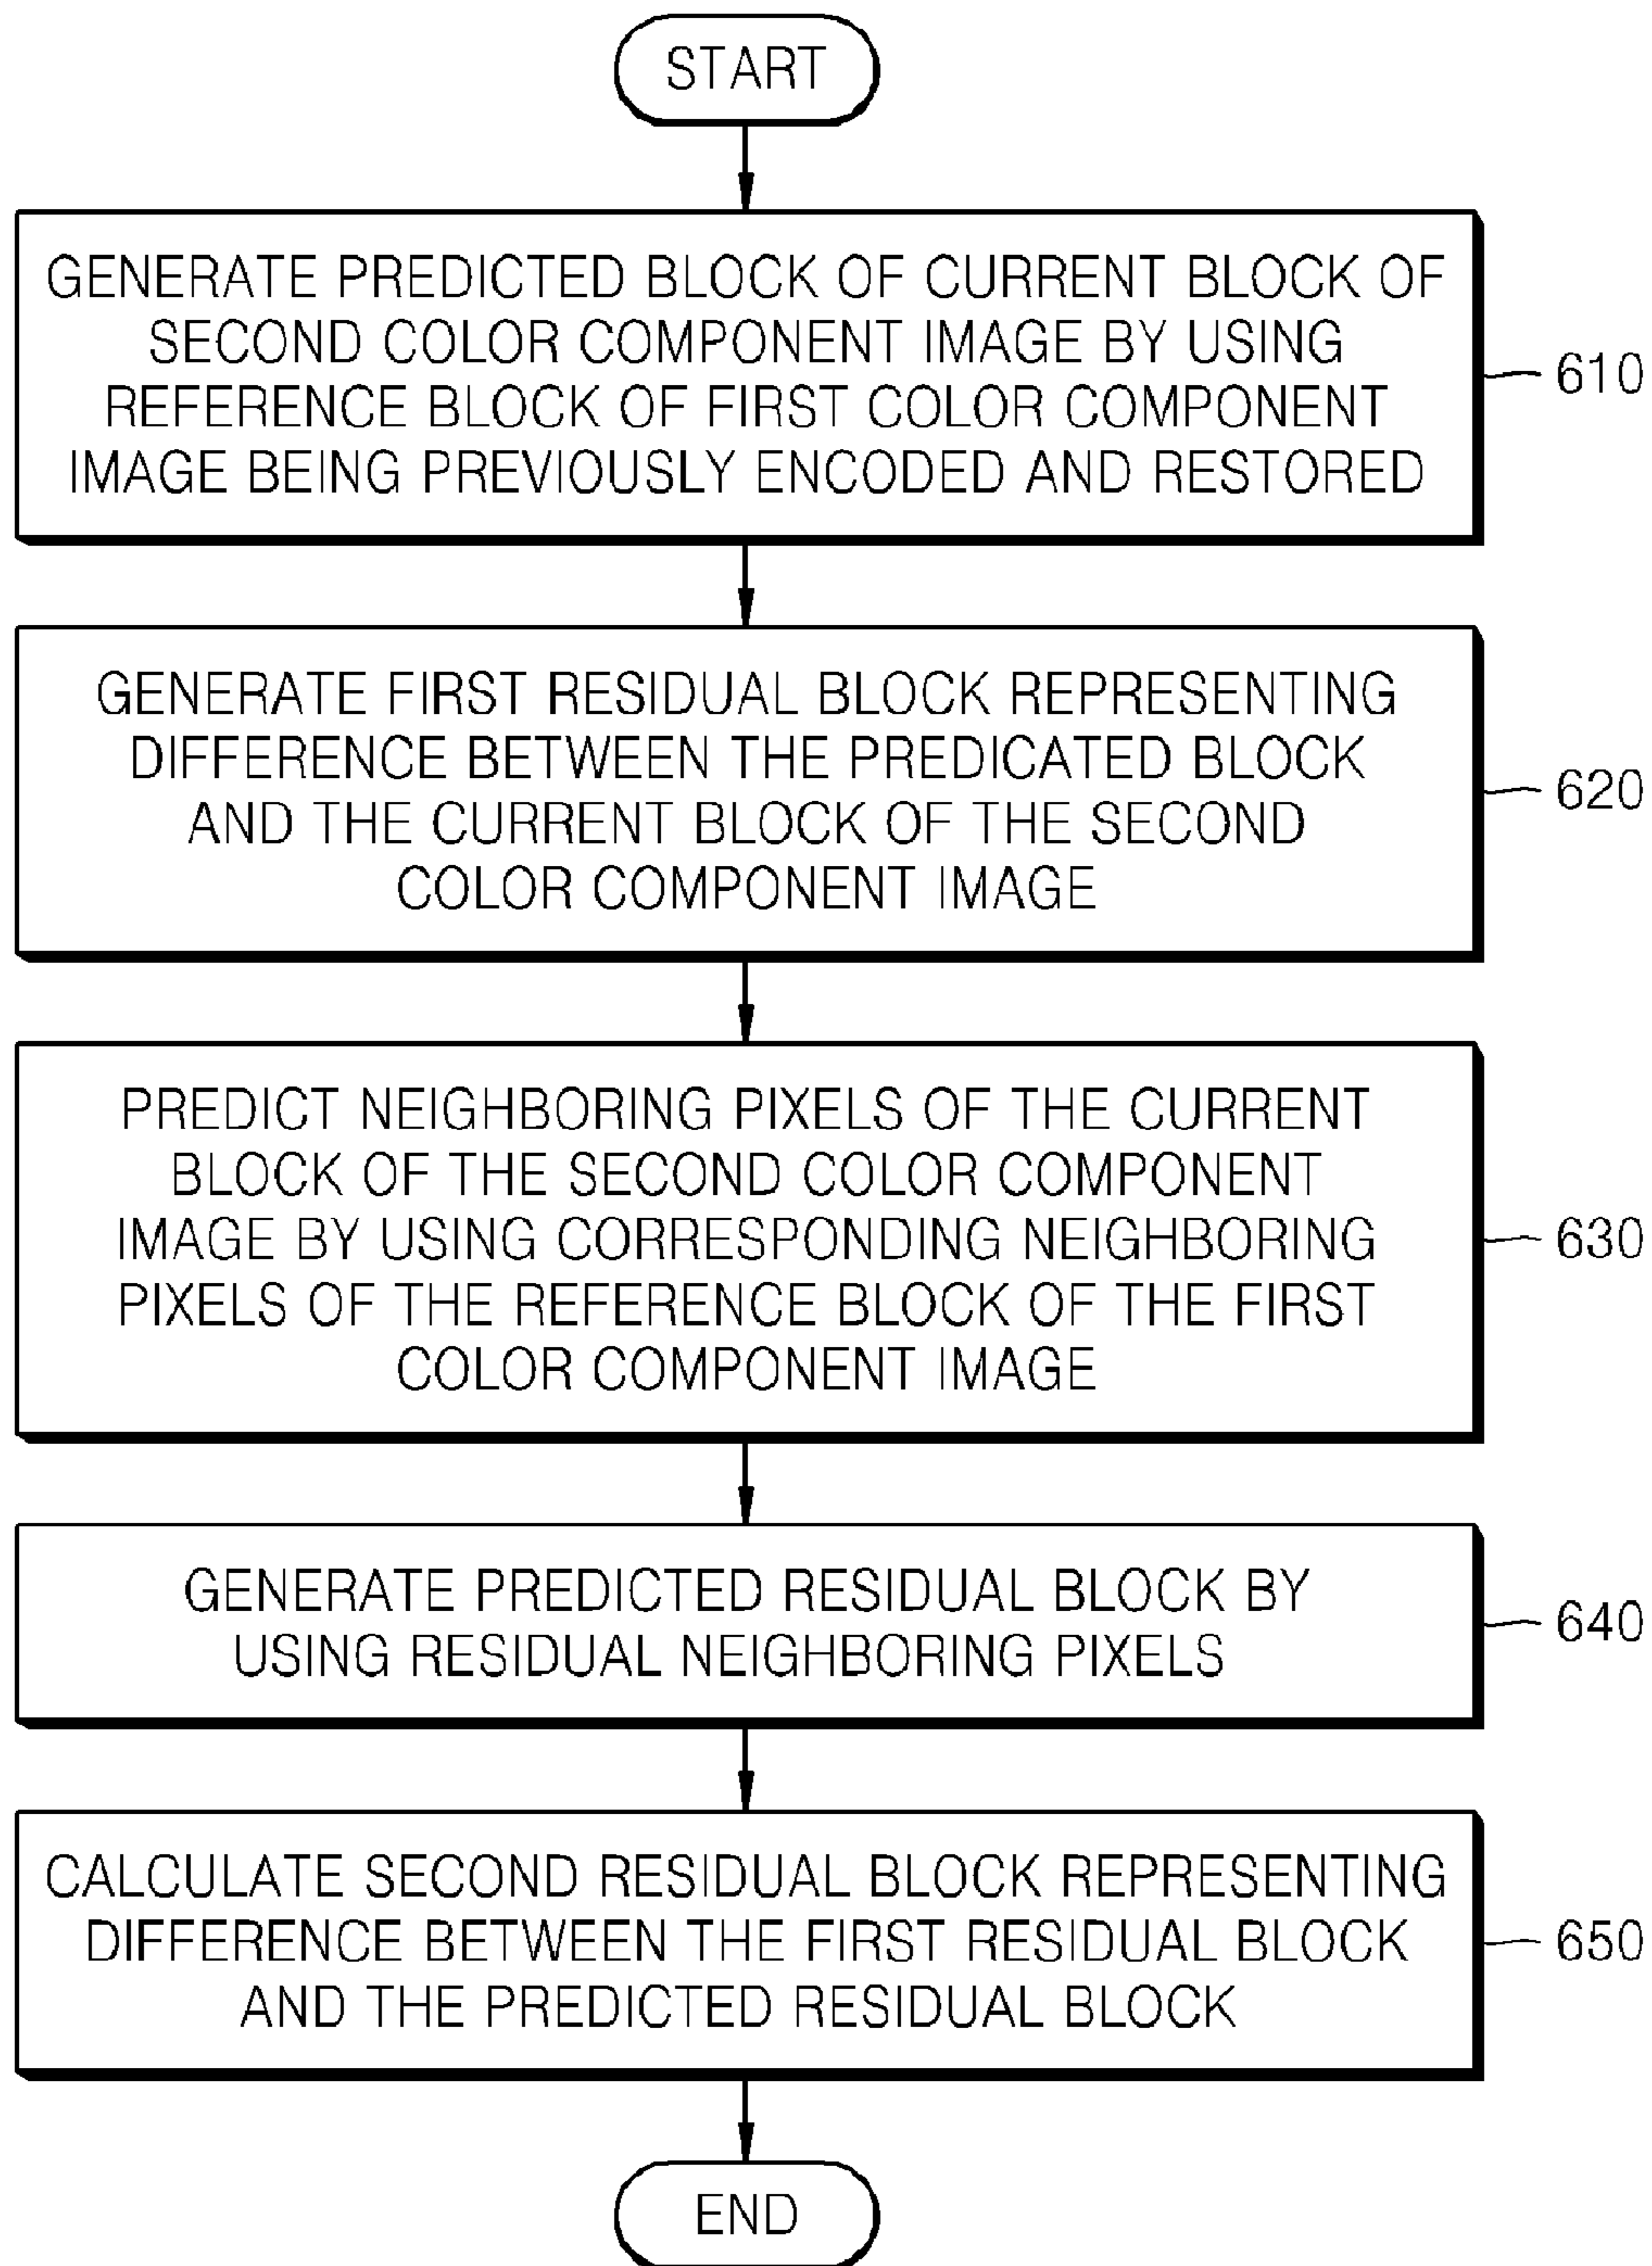 START
GENERATE PREDICTED BLOCK OF CURRENT BLOCK OF
SECOND COLOR COMPONENT IMAGE BY USING
REFERENCE BLOCK OF FIRST COLOR COMPONENT
IMAGE BEING PREVIOUSLY ENCODED AND RESTORED
610
GENERATE FIRST RESIDUAL BLOCK REPRESENTING
DIFFERENCE BETWEEN THE PREDICATED BLOCK
AND THE CURRENT BLOCK OF THE SECOND
COLOR COMPONENT IMAGE
620
PREDICT NEIGHBORING PIXELS OF THE CURRENT
BLOCK OF THE SECOND COLOR COMPONENT
IMAGE BY USING CORRESPONDING NEIGHBORING
PIXELS OF THE REFERENCE BLOCK OF THE FIRST
COLOR COMPONENT IMAGE
630
GENERATE PREDICTED RESIDUAL BLOCK BY
USING RESIDUAL NEIGHBORING PIXELS
640
CALCULATE SECOND RESIDUAL BLOCK REPRESENTING
DIFFERENCE BETWEEN THE FIRST RESIDUAL BLOCK
AND THE PREDICTED RESIDUAL BLOCK
650
END